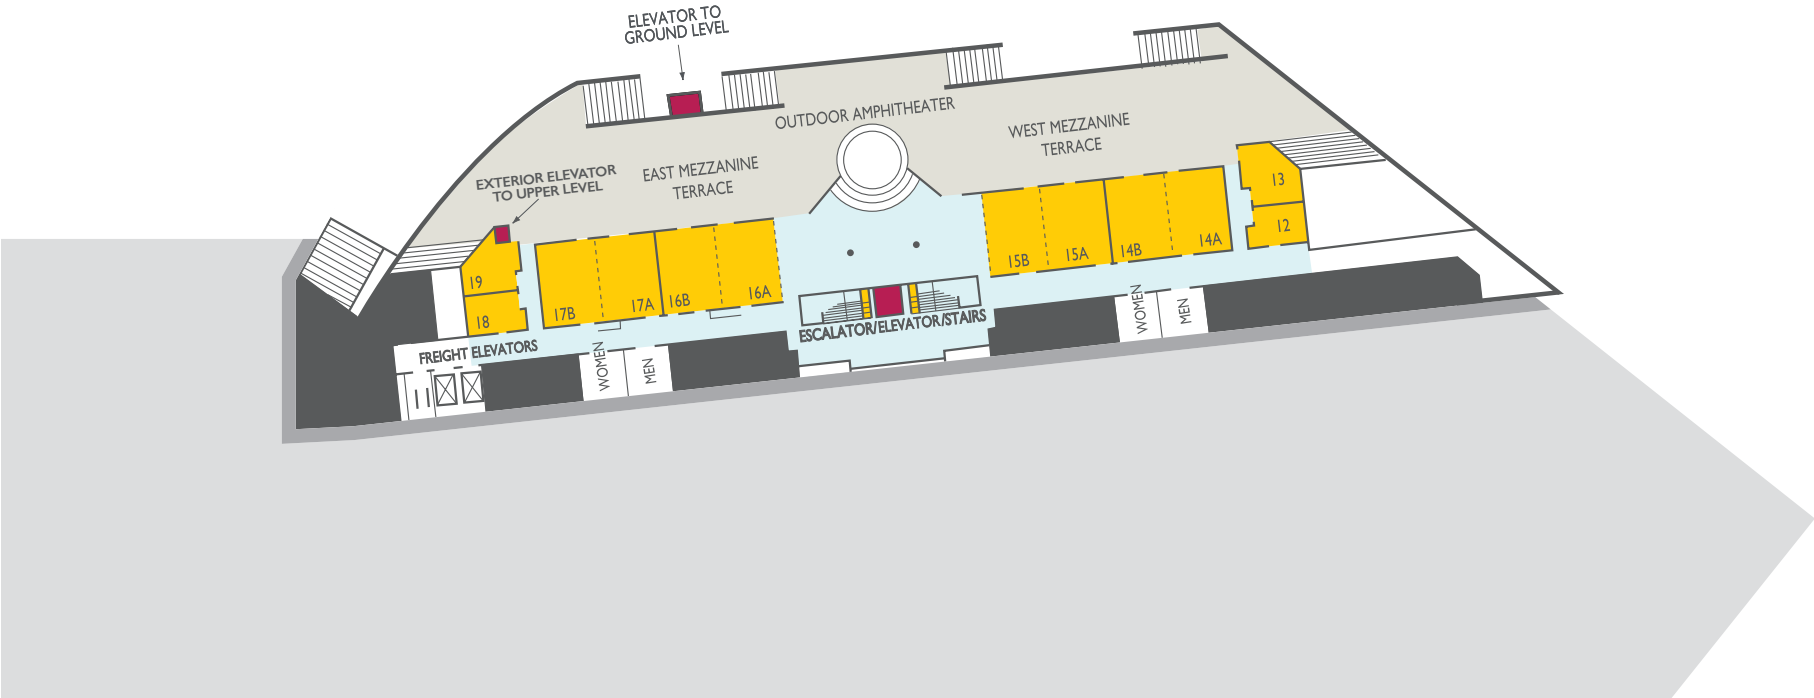 ELEVATOR TO
GROUND LEVEL
OUTDOOR AMPHITHEATER
WEST MEZZANINE
TERRACE
EAST MEZZANINE
TERRACE
EXTERIOR ELEVATOR
TO UPPER LEVEL
13
12
14A
14B
15A
15B
16A
16B
17A
17B
19
18
ESCALATOR/ELEVATOR/STAIRS
FREIGHT ELEVATORS
WOMEN
MEN
WOMEN
MEN